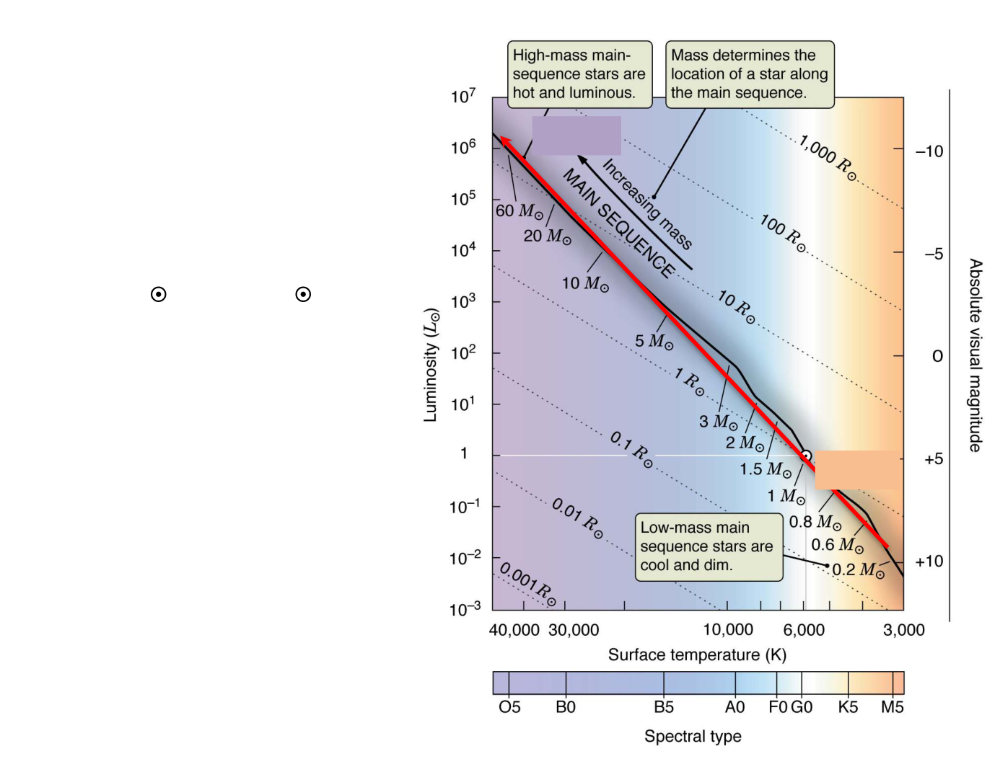 High-mass main-
sequence stars are
hot and luminous.
Mass determines the
location of a star along
the main sequence.
10⁷
10⁶
10⁵
10⁴
10³
10²
10¹
1
10⁻¹
10⁻²
10⁻³
Luminosity (L⊙)
1,000 R⊙
100 R⊙
10 R⊙
1 R⊙
0.1 R⊙
0.01 R⊙
0.001 R⊙
Increasing mass
MAIN SEQUENCE
60 M⊙
20 M⊙
10 M⊙
5 M⊙
3 M⊙
2 M⊙
1.5 M⊙
1 M⊙
0.8 M⊙
0.6 M⊙
0.2 M⊙
⊙ ⊙
⊙
Low-mass main
sequence stars are
cool and dim.
–10
–5
0
+5
+10
Absolute visual magnitude
40,000 30,000 10,000 6,000 3,000
Surface temperature (K)
O5 B0 B5 A0 F0 G0 K5 M5
Spectral type